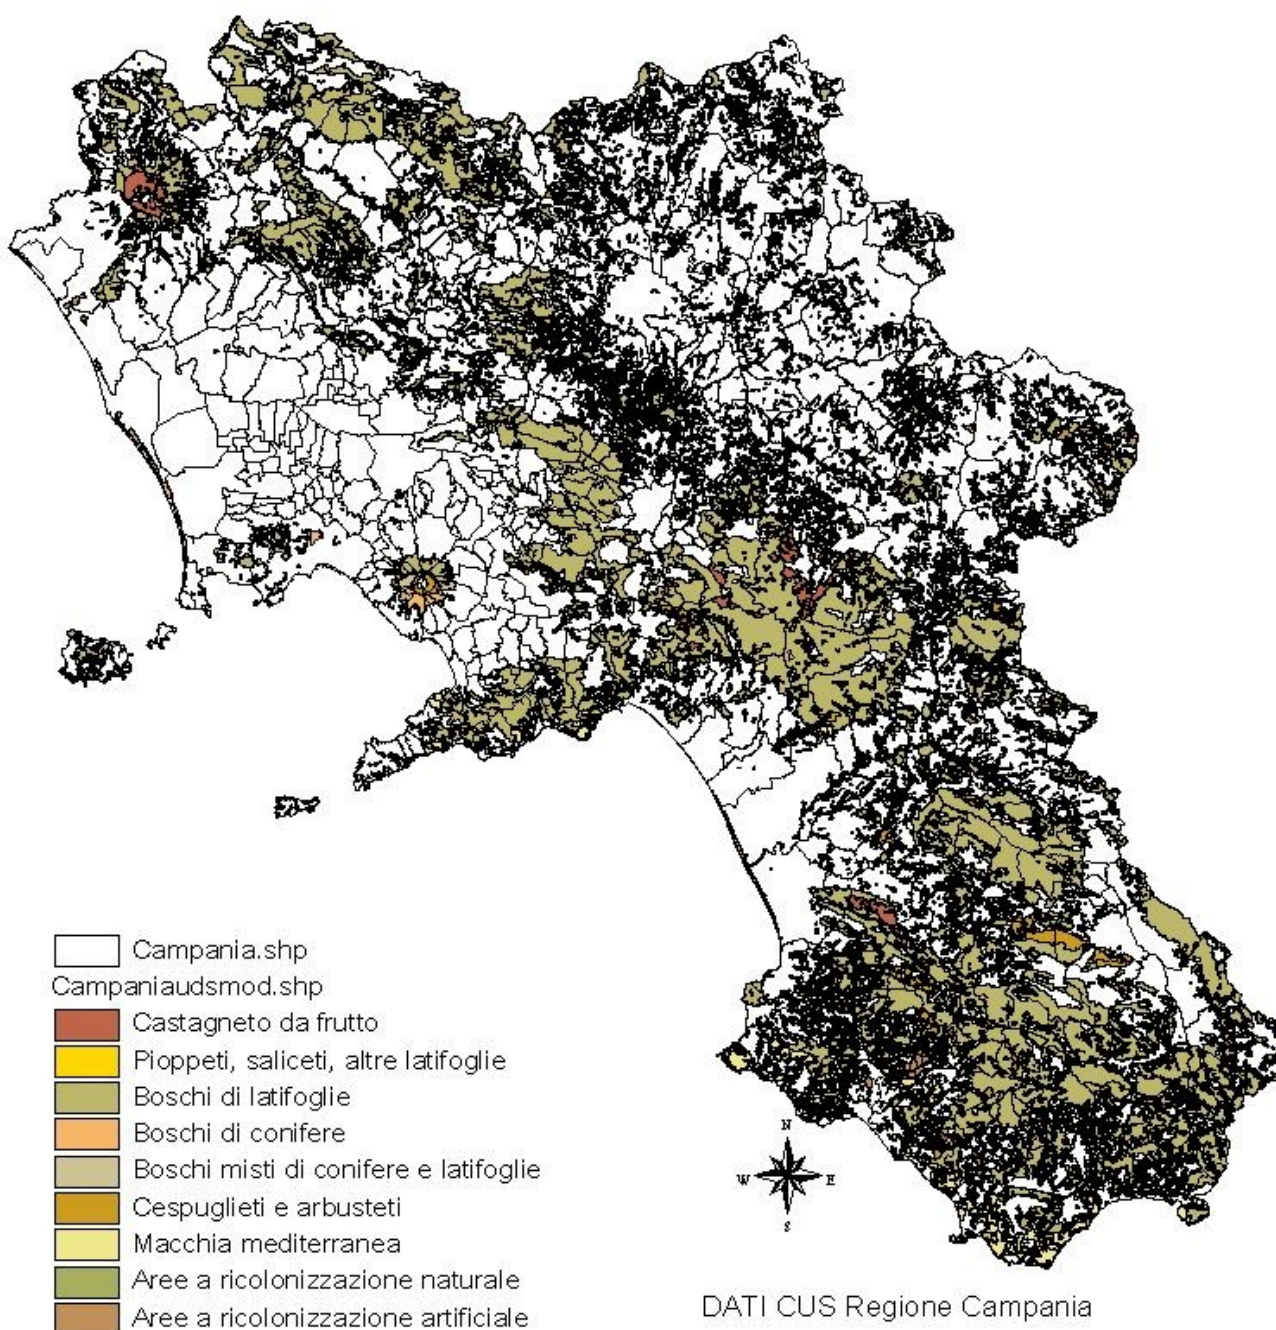 Campania.shp
Campaniaudsmod.shp
Castagneto da frutto
Pioppeti, saliceti, altre latifoglie
Boschi di latifoglie
Boschi di conifere
Boschi misti di conifere e latifoglie
Cespuglieti e arbusteti
Macchia mediterranea
Aree a ricolonizzazione naturale
Aree a ricolonizzazione artificiale
N
W E
S
DATI CUS Regione Campania